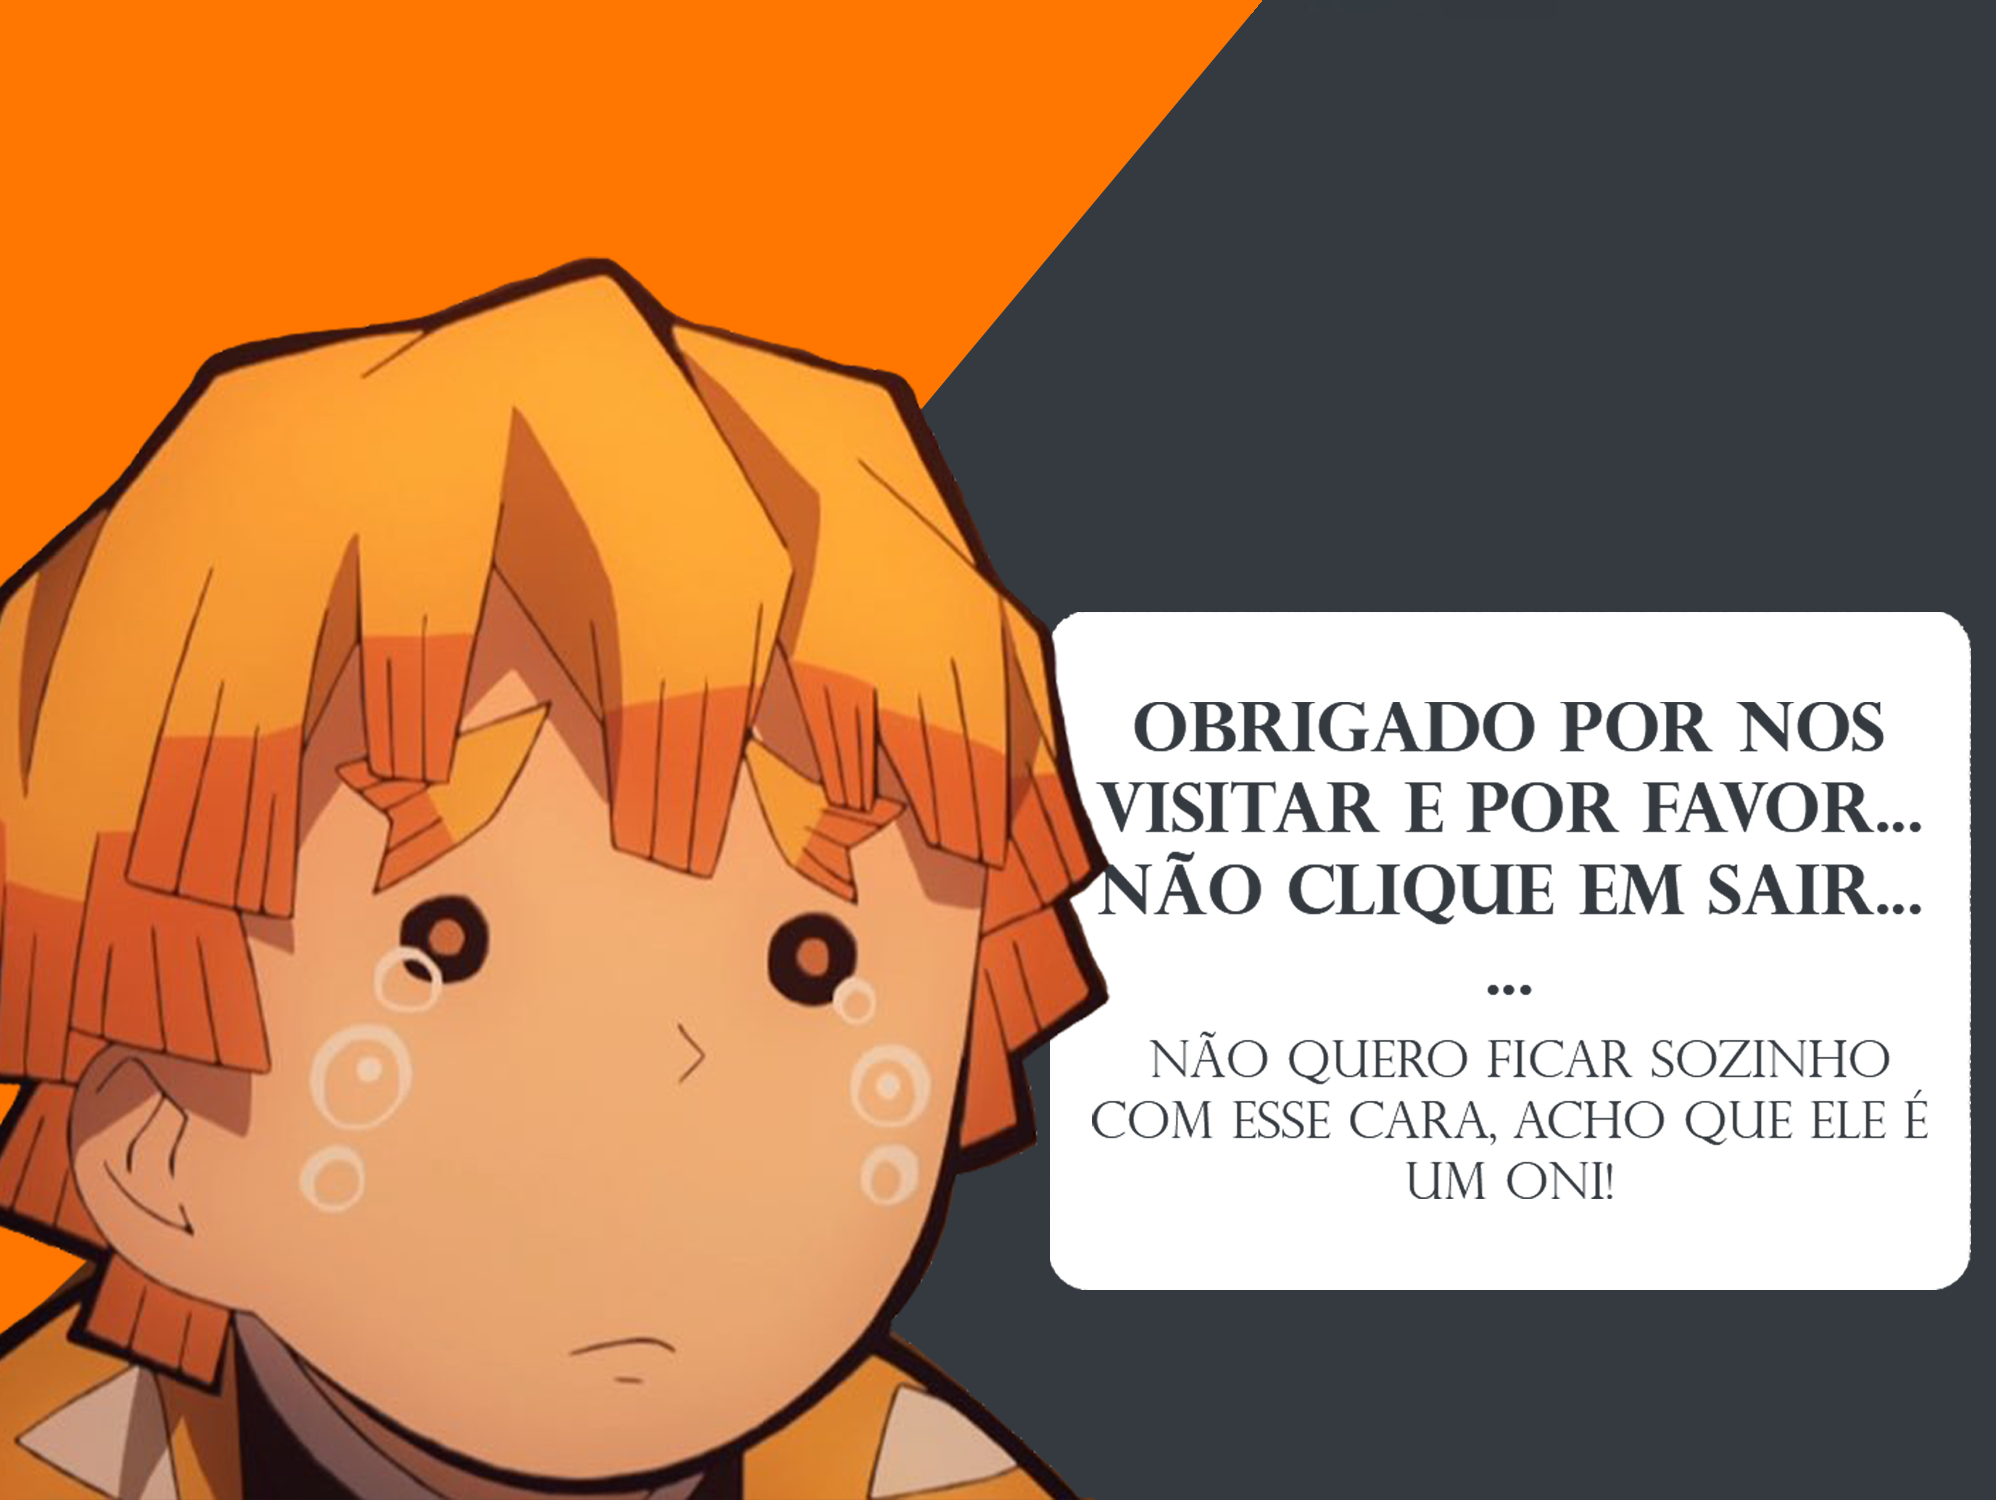 OBRIGADO POR NOS
VISITAR E POR FAVOR...
NÃO CLIQUE EM SAIR...
...
NÃO QUERO FICAR SOZINHO
COM ESSE CARA, ACHO QUE ELE É
UM ONI!